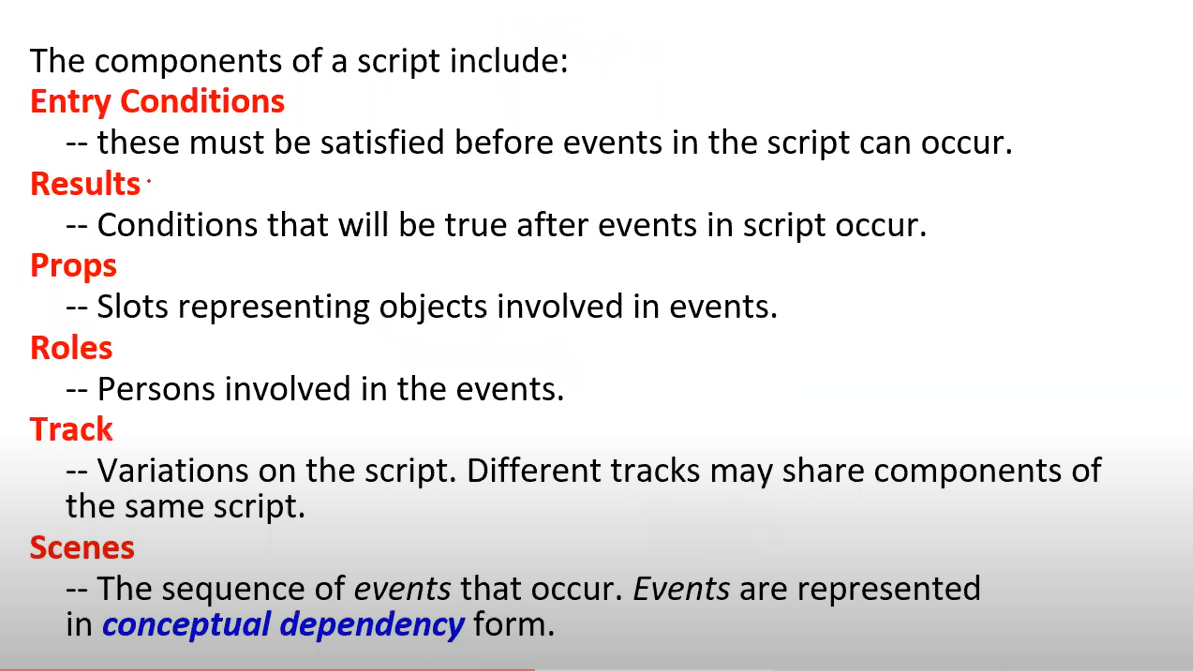 The components of a script include:
Entry Conditions
-- these must be satisfied before events in the script can occur.
Results
-- Conditions that will be true after events in script occur.
Props
-- Slots representing objects involved in events.
Roles
-- Persons involved in the events.
Track
-- Variations on the script. Different tracks may share components of
the same script.
Scenes
-- The sequence of events that occur. Events are represented
in conceptual dependency form.